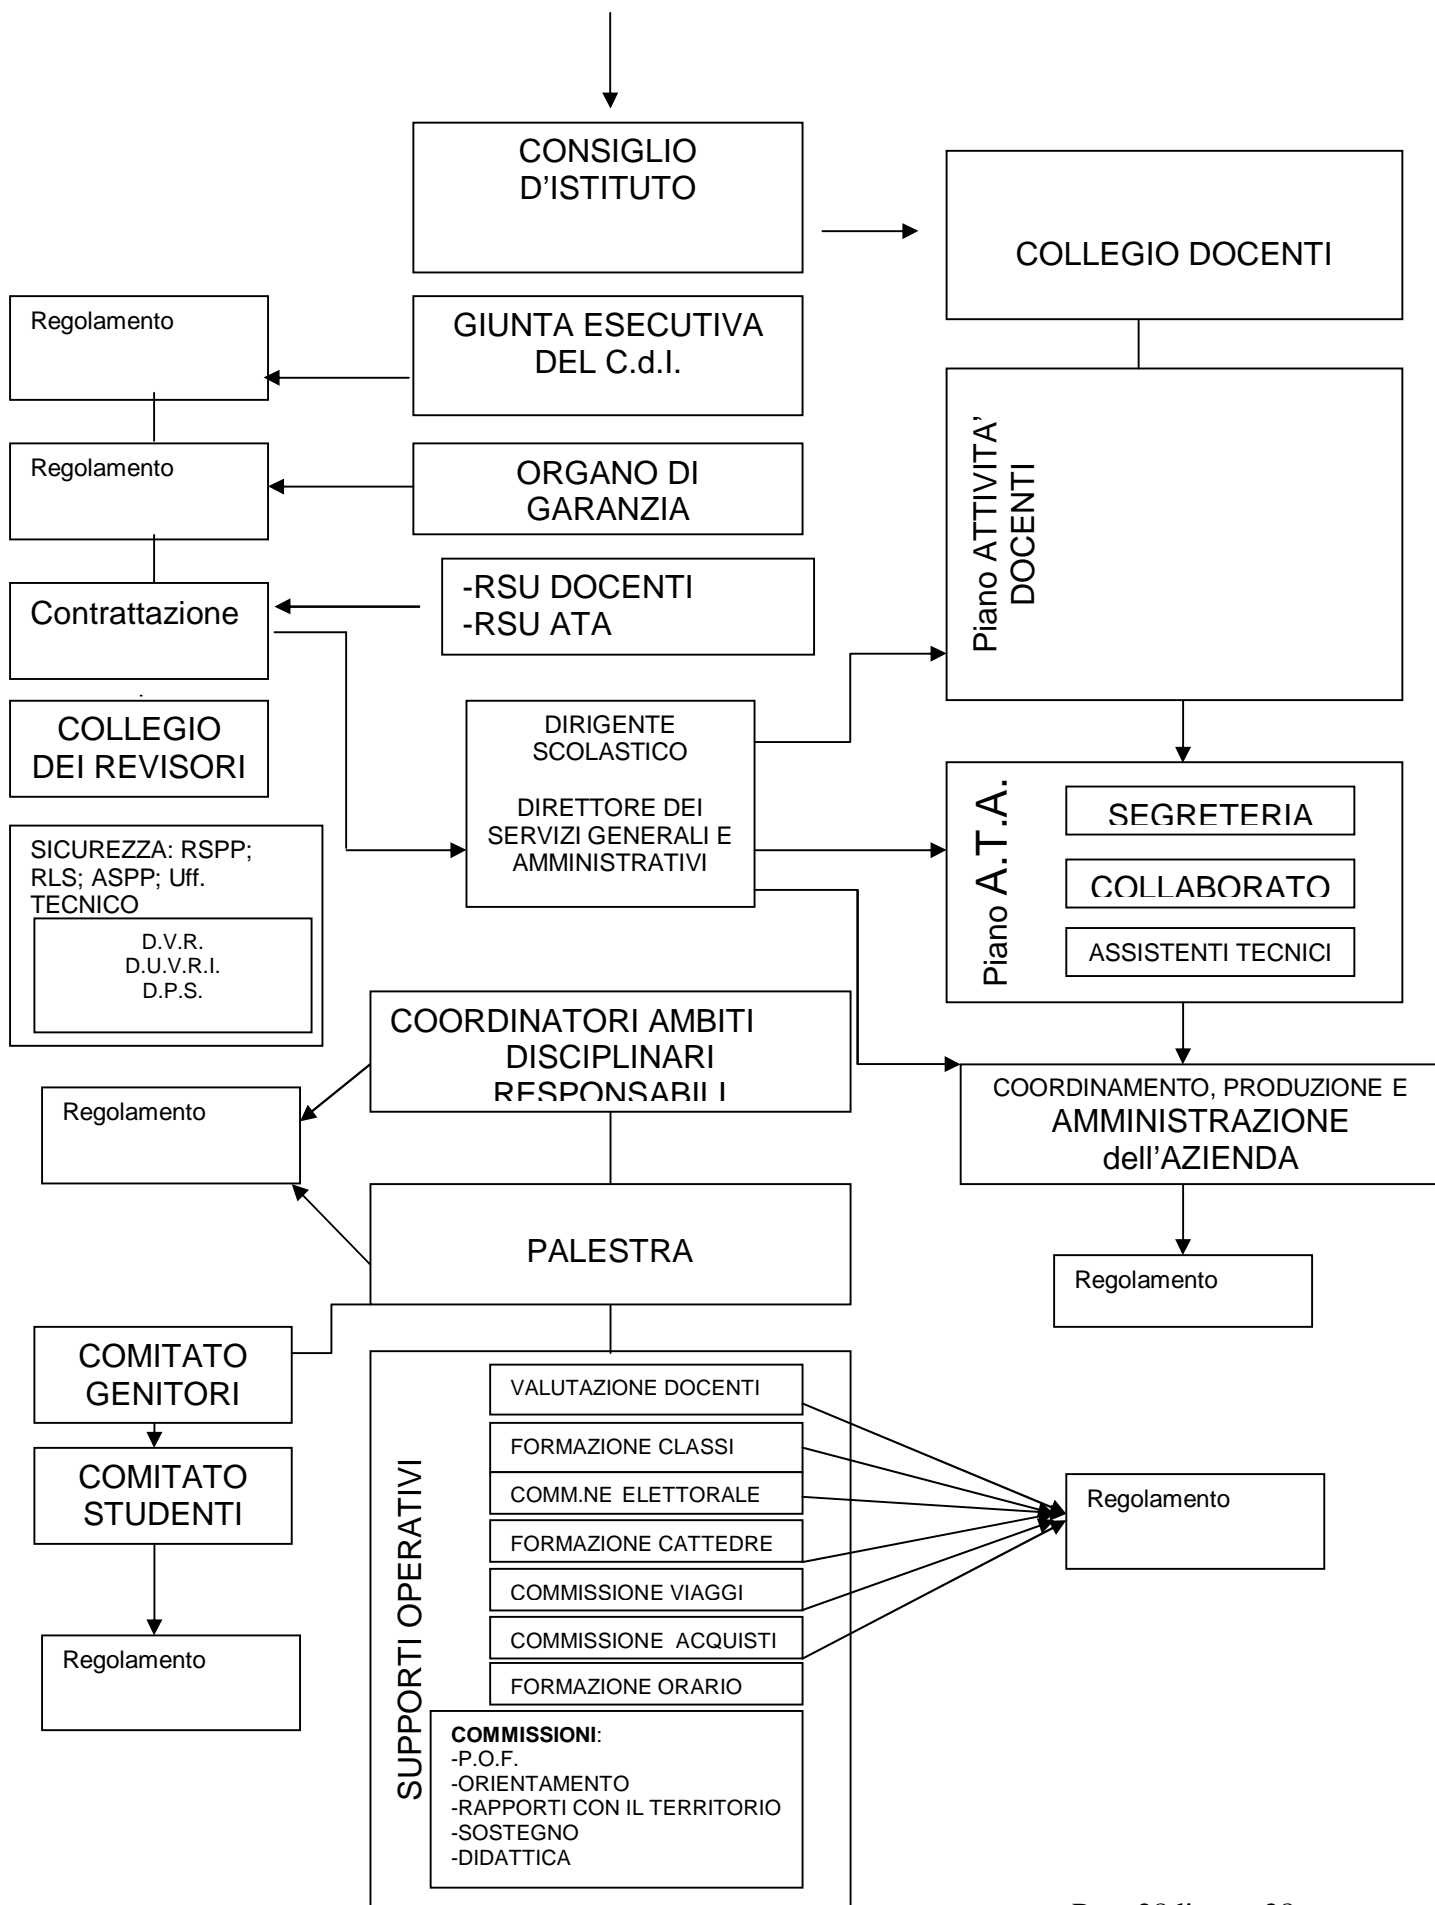 CONSIGLIO
D'ISTITUTO
COLLEGIO DOCENTI
Regolamento
GIUNTA ESECUTIVA
DEL C.d.I.
Regolamento
ORGANO DI
GARANZIA
Piano ATTIVITA'
DOCENTI
Contrattazione
-RSU DOCENTI
-RSU ATA
COLLEGIO
DEI REVISORI
DIRIGENTE
SCOLASTICO
DIRETTORE DEI
SERVIZI GENERALI E
AMMINISTRATIVI
Piano A.T.A.
SEGRETERIA
COLLABORATO
ASSISTENTI TECNICI
SICUREZZA: RSPP;
RLS; ASPP; Uff.
TECNICO
D.V.R.
D.U.V.R.I.
D.P.S.
COORDINATORI AMBITI
DISCIPLINARI
RESPONSABILI
COORDINAMENTO, PRODUZIONE E
AMMINISTRAZIONE
dell'AZIENDA
Regolamento
PALESTRA
Regolamento
COMITATO
GENITORI
COMITATO
STUDENTI
Regolamento
SUPPORTI OPERATIVI
VALUTAZIONE DOCENTI
FORMAZIONE CLASSI
COMM.NE ELETTORALE
FORMAZIONE CATTEDRE
COMMISSIONE VIAGGI
COMMISSIONE ACQUISTI
FORMAZIONE ORARIO
Regolamento
COMMISSIONI:
-P.O.F.
-ORIENTAMENTO
-RAPPORTI CON IL TERRITORIO
-SOSTEGNO
-DIDATTICA